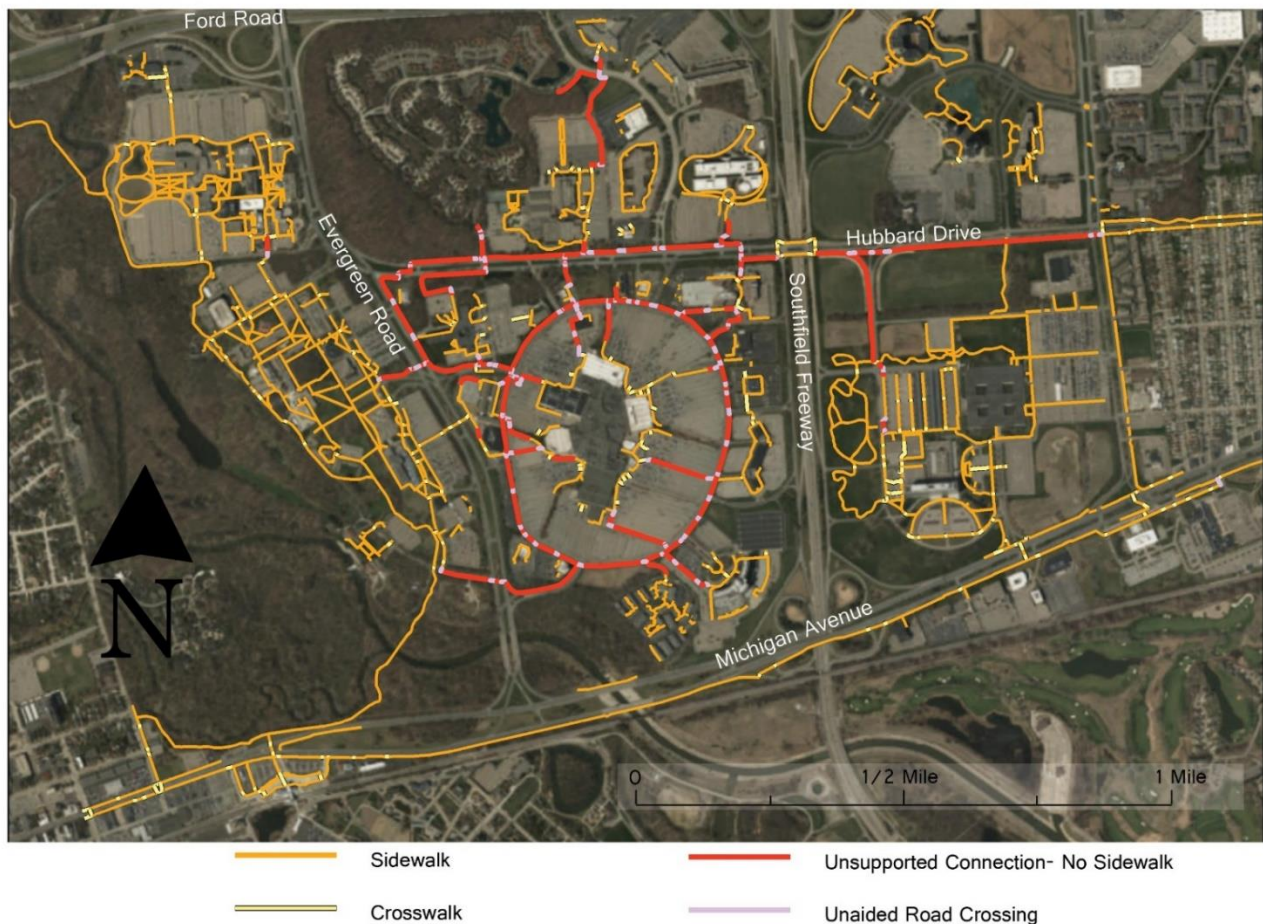 Ford Road
Evergreen Road
Hubbard Drive
Southfield Freeway
N
Michigan Avenue
0 1/2 Mile 1 Mile
Sidewalk
Unsupported Connection- No Sidewalk
Crosswalk
Unaided Road Crossing